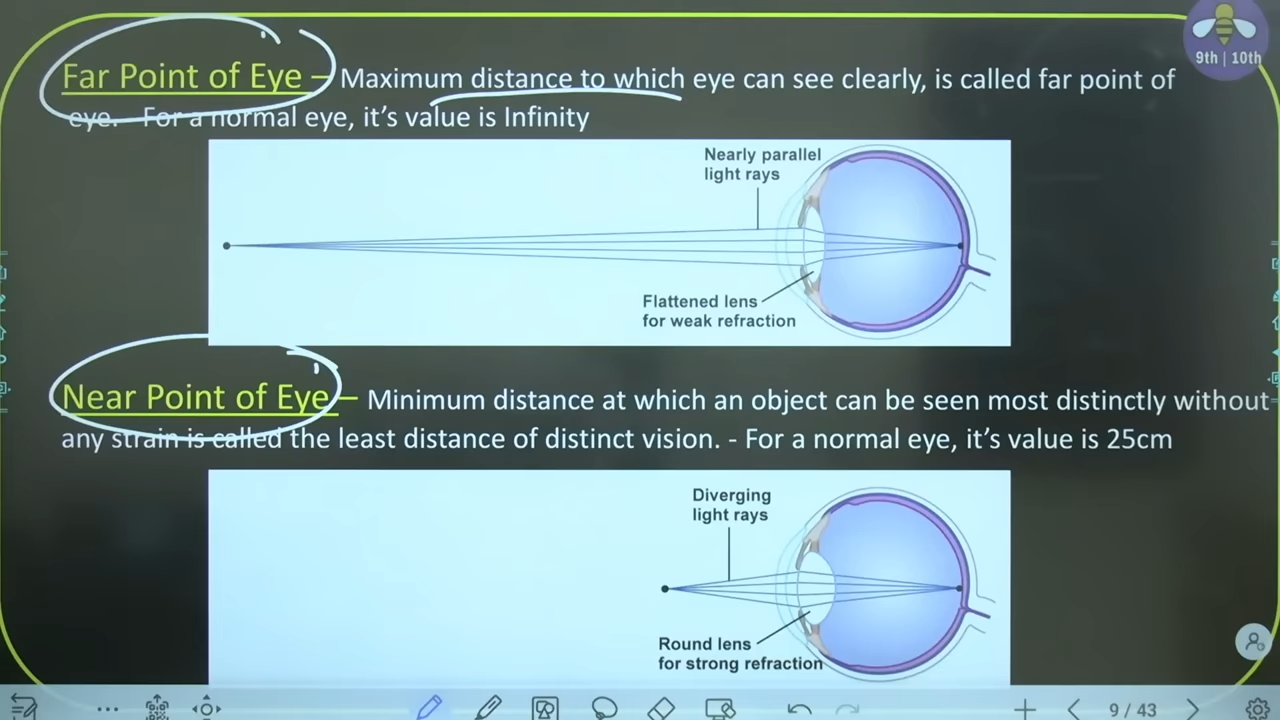 9th | 10th
Far Point of Eye – Maximum distance to which eye can see clearly, is called far point of
eye. - For a normal eye, it's value is Infinity
Nearly parallel
light rays
Flattened lens
for weak refraction
Near Point of Eye – Minimum distance at which an object can be seen most distinctly without
any strain is called the least distance of distinct vision. - For a normal eye, it's value is 25cm
Diverging
light rays
Round lens
for strong refraction
9 / 43